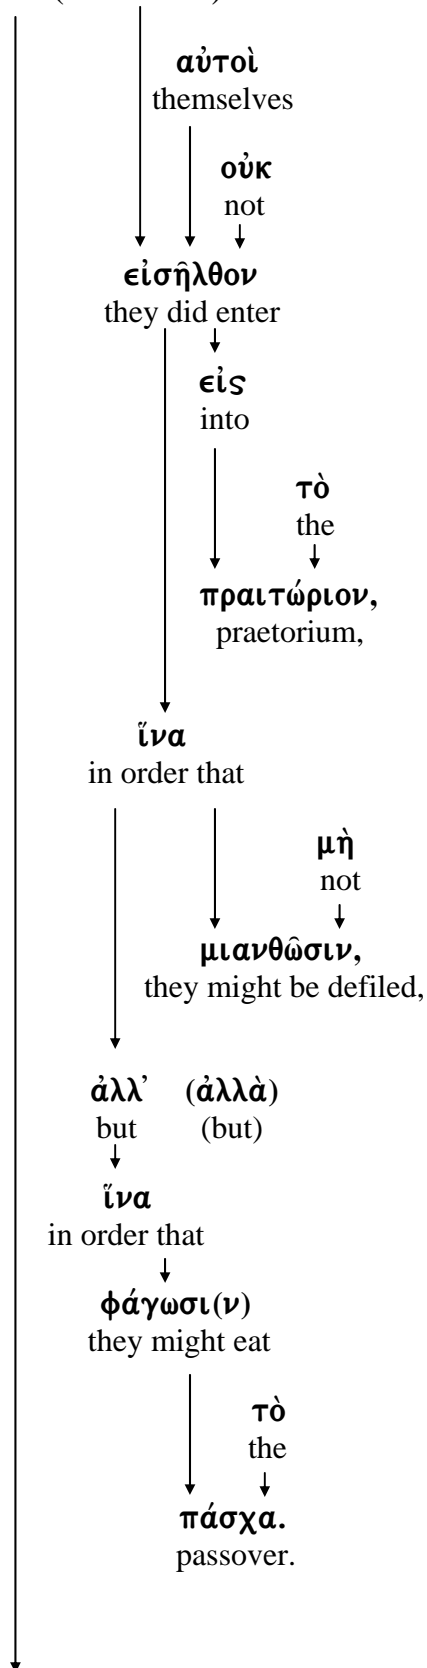 αὐτοὶ
themselves
οὐκ
not
εἰσῆλθον
they did enter
εἰς
into
τὸ
the
πραιτώριον,
praetorium,
ἵνα
in order that
μὴ
not
μιανθῶσιν,
they might be defiled,
ἀλλ’ (ἀλλὰ)
but (but)
ἵνα
in order that
φάγωσι(ν)
they might eat
τὸ
the
πάσχα.
passover.